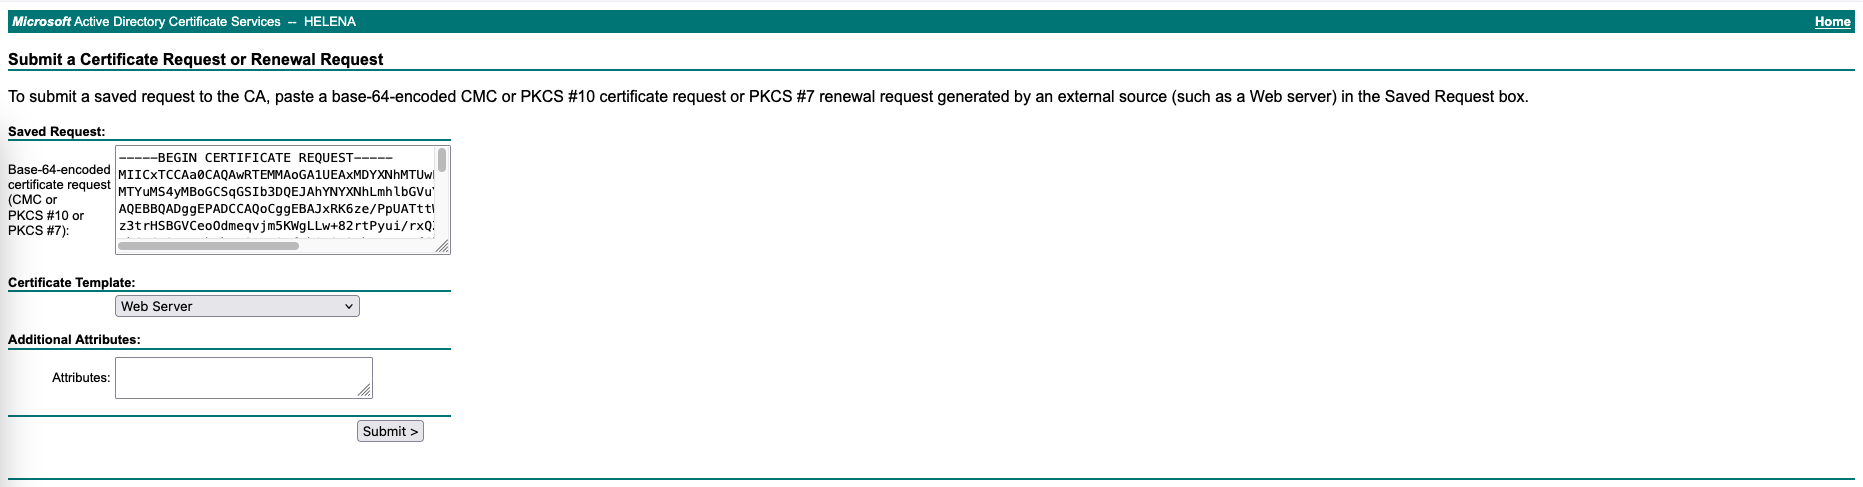 Microsoft Active Directory Certificate Services -- HELENA
Home
Submit a Certificate Request or Renewal Request
To submit a saved request to the CA, paste a base-64-encoded CMC or PKCS #10 certificate request or PKCS #7 renewal request generated by an external source (such as a Web server) in the Saved Request box.
Saved Request:
Base-64-encoded
certificate request
(CMC or
PKCS #10 or
PKCS #7):
-----BEGIN CERTIFICATE REQUEST-----
MIICxTCCAa0CAQAwRTEMMAoGA1UEAxMDYXNhMTUw
MTYuMS4yMBoGCSqGSIb3DQEJAhYNYXNhLmhlbGVu
AQEBBQADggEPADCCAQoCggEBAJxRK6ze/PpUATtt
z3trHSBGVCeoOdmeqvjm5KWgLLw+82rtPyui/rxQ
Certificate Template:
Web Server
Additional Attributes:
Attributes:
Submit >